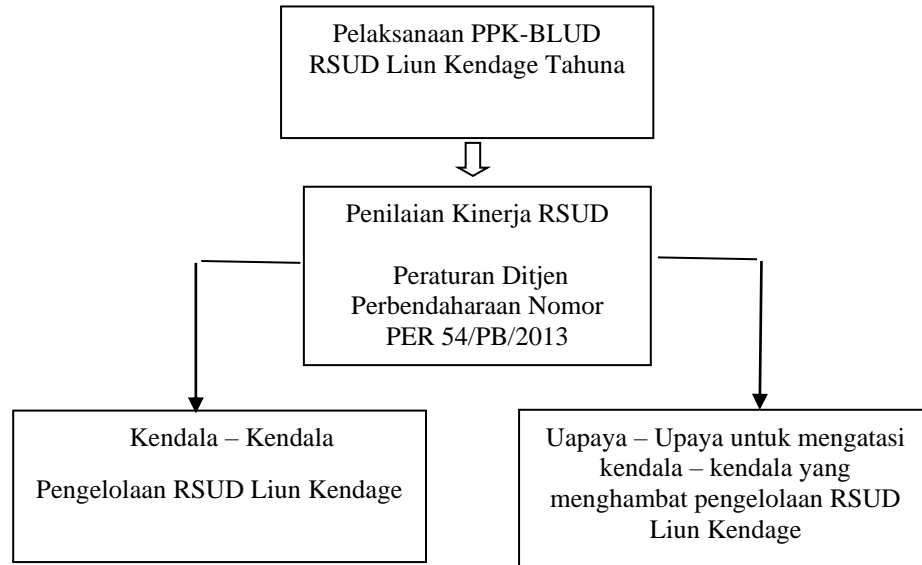 Pelaksanaan PPK-BLUD
RSUD Liun Kendage Tahuna
Penilaian Kinerja RSUD
Peraturan Ditjen
Perbendaharaan Nomor
PER 54/PB/2013
Kendala – Kendala
Pengelolaan RSUD Liun Kendage
Uapaya – Upaya untuk mengatasi
kendala – kendala yang
menghambat pengelolaan RSUD
Liun Kendage